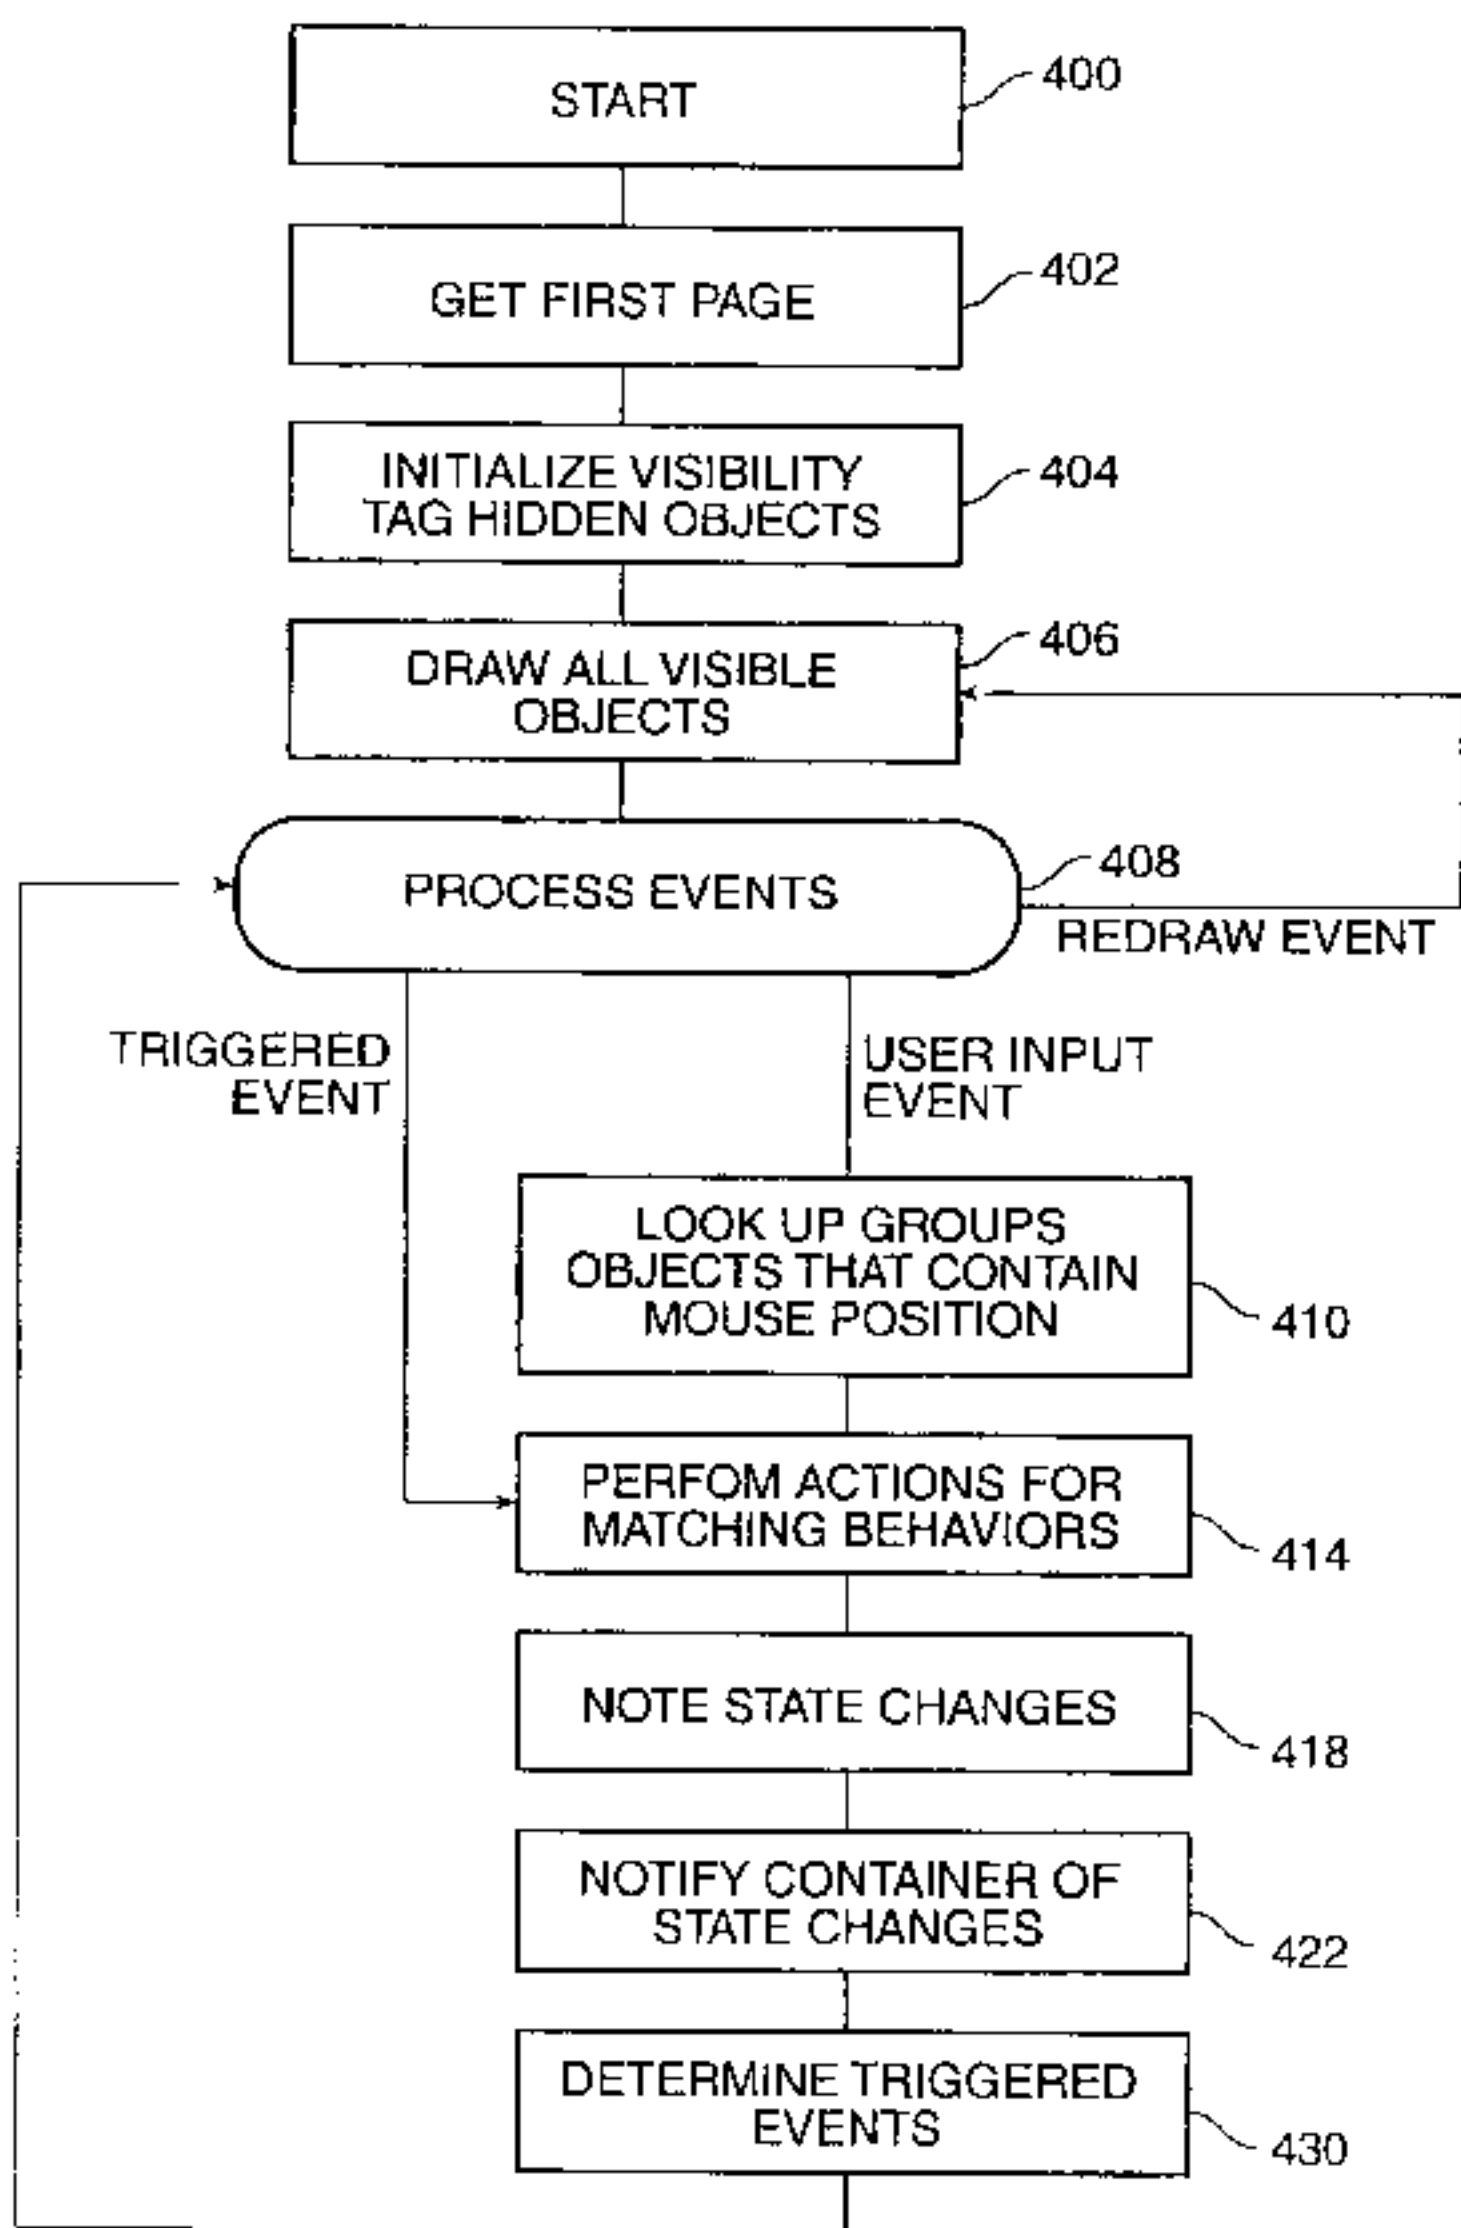 START
400
GET FIRST PAGE
402
INITIALIZE VISIBILITY
TAG HIDDEN OBJECTS
404
DRAW ALL VISIBLE
OBJECTS
406
PROCESS EVENTS
408
REDRAW EVENT
TRIGGERED
EVENT
USER INPUT
EVENT
LOOK UP GROUPS
OBJECTS THAT CONTAIN
MOUSE POSITION
410
PERFOM ACTIONS FOR
MATCHING BEHAVIORS
414
NOTE STATE CHANGES
418
NOTIFY CONTAINER OF
STATE CHANGES
422
DETERMINE TRIGGERED
EVENTS
430